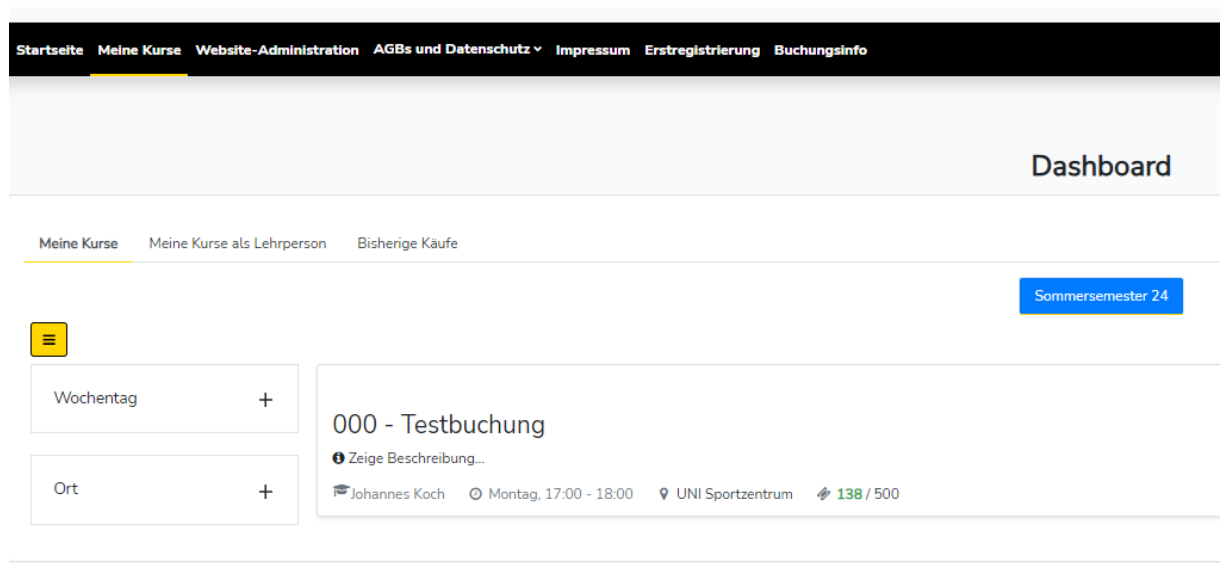 Startseite Meine Kurse Website-Administration AGBs und Datenschutz Impressum Erstregistrierung Buchungsinfo
Dashboard
Meine Kurse Meine Kurse als Lehrperson Bisherige Käufe
Sommersemester 24
Wochentag +
000 - Testbuchung
Zeige Beschreibung...
Ort +
Johannes Koch Montag, 17:00 - 18:00 UNI Sportzentrum 138 / 500